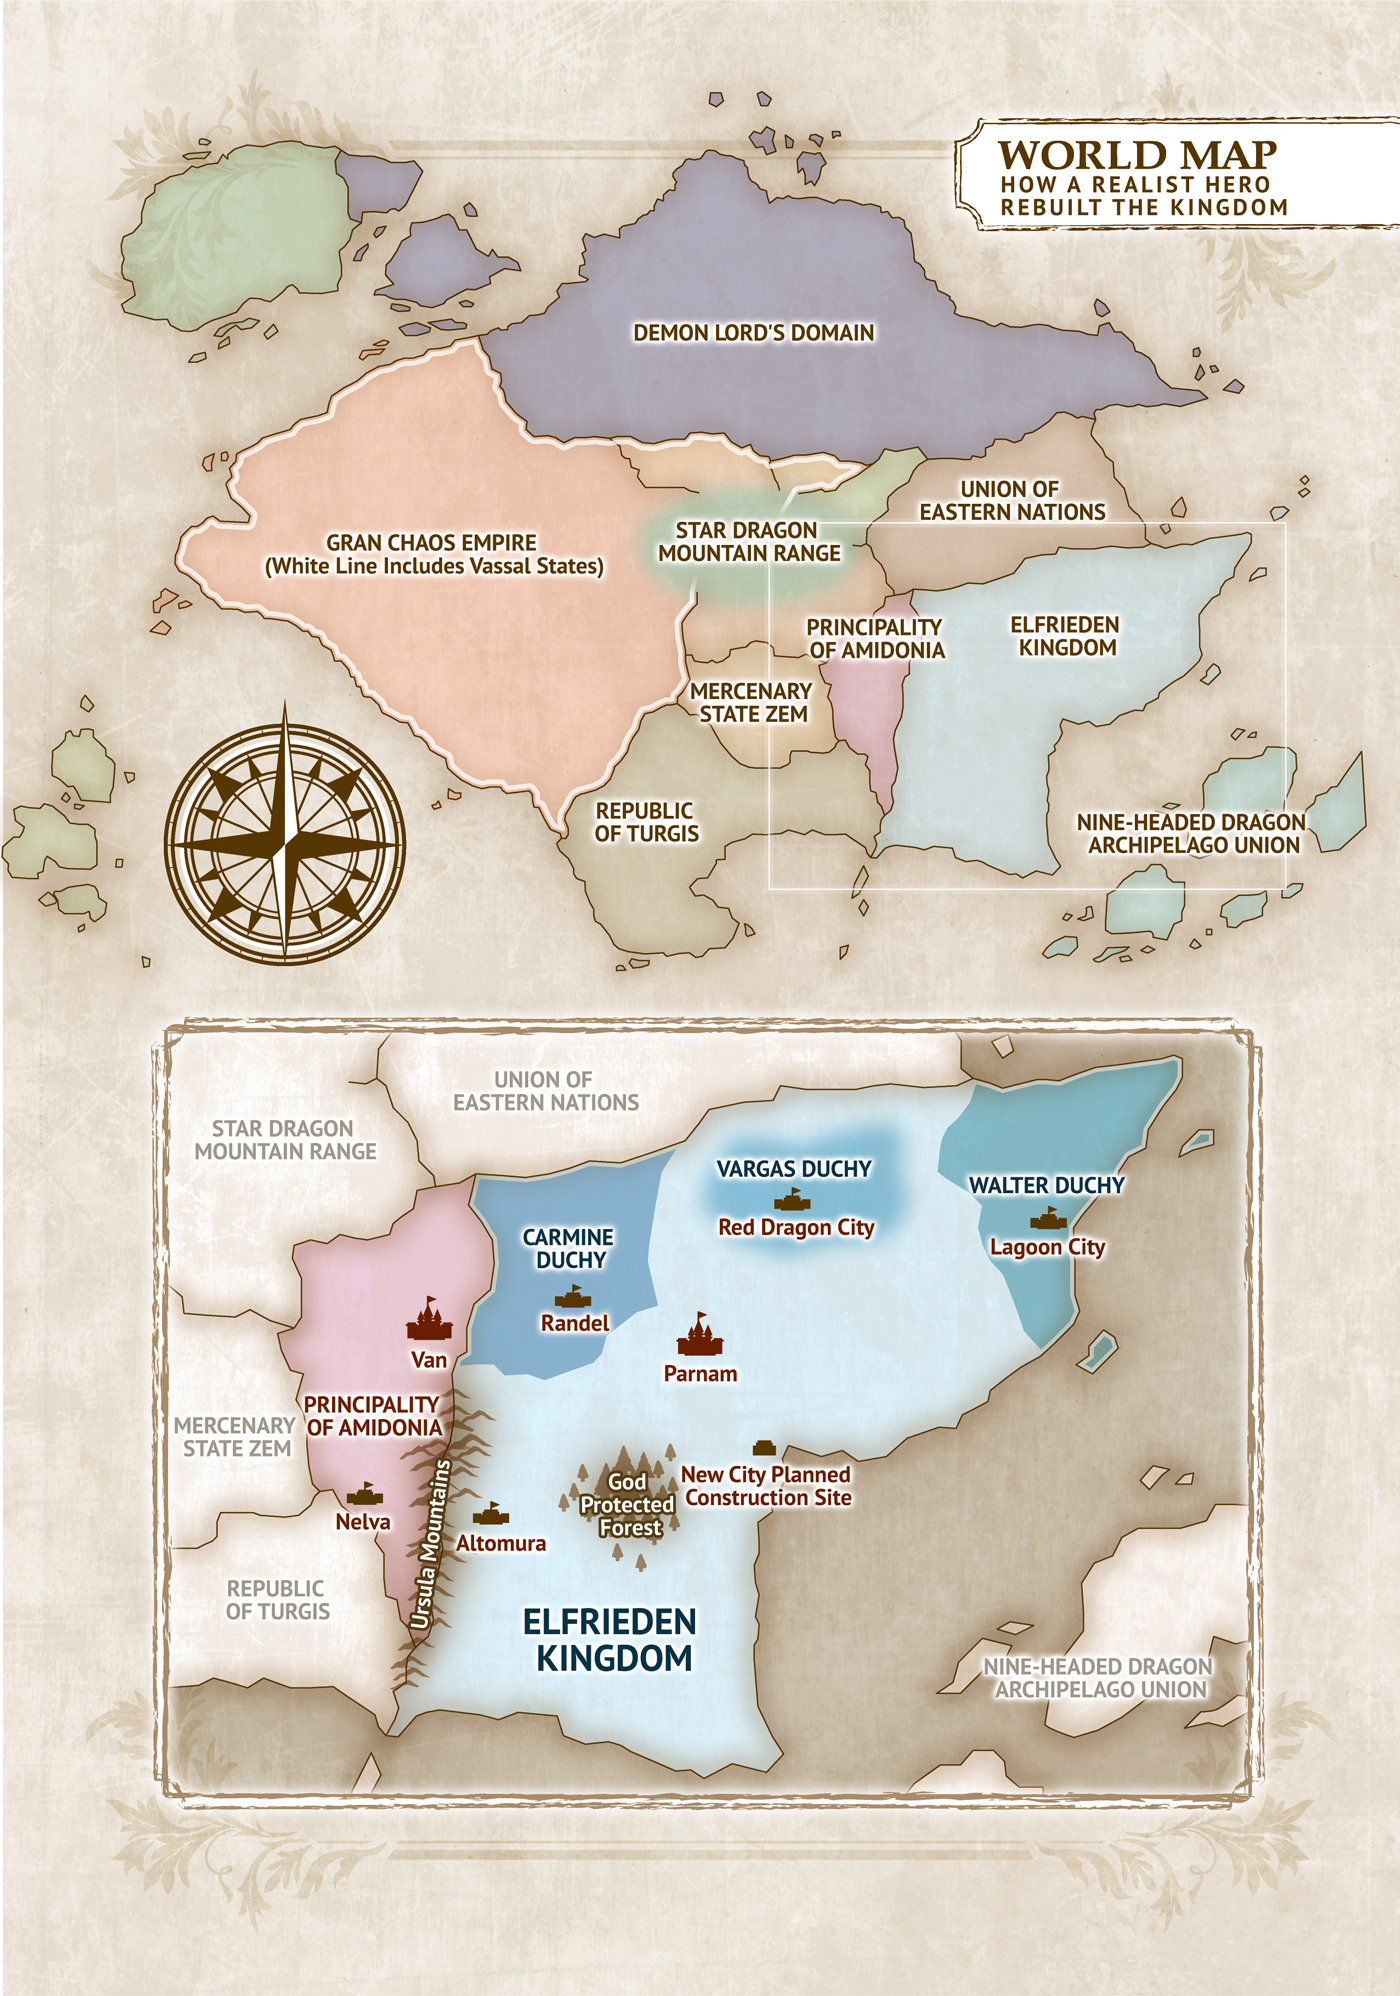 WORLD MAP
HOW A REALIST HERO
REBUILT THE KINGDOM
DEMON LORD'S DOMAIN
UNION OF
EASTERN NATIONS
STAR DRAGON
MOUNTAIN RANGE
GRAN CHAOS EMPIRE
(White Line Includes Vassal States)
PRINCIPALITY
OF AMIDONIA
ELFRIEDEN
KINGDOM
MERCENARY
STATE ZEM
REPUBLIC
OF TURGIS
NINE-HEADED DRAGON
ARCHIPELAGO UNION
UNION OF
EASTERN NATIONS
STAR DRAGON
MOUNTAIN RANGE
VARGAS DUCHY
Red Dragon City
WALTER DUCHY
Lagoon City
CARMINE
DUCHY
Randel
Van
Parnam
PRINCIPALITY
OF AMIDONIA
MERCENARY
STATE ZEM
Ursula Mountains
God
Protected
Forest
New City Planned
Construction Site
Nelva
Altomura
REPUBLIC
OF TURGIS
ELFRIEDEN
KINGDOM
NINE-HEADED DRAGON
ARCHIPELAGO UNION